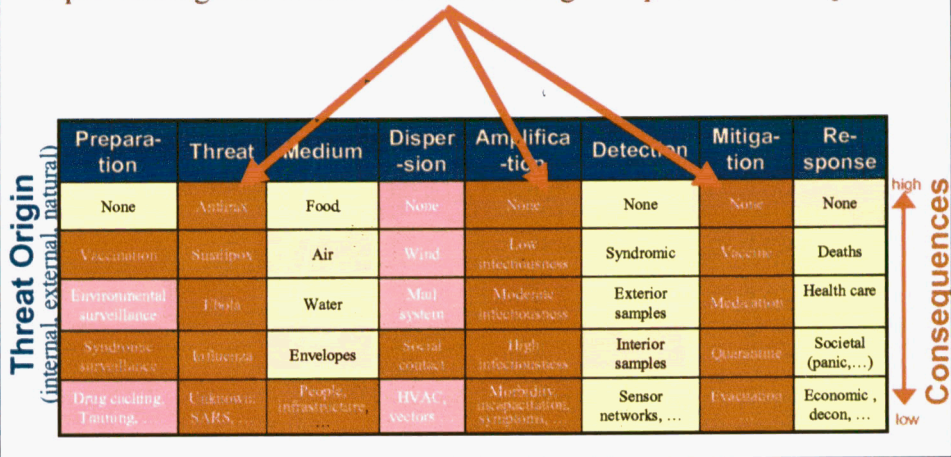 Prepara-
tion
Threat
Medium
Disper
-sion
Amplifica
-tion
Detection
Mitiga-
tion
Re-
sponse
None
Anthrax
Food
None
None
None
None
None
Vaccination
Smallpox
Air
Wind
Low
infectiousness
Syndromic
Vaccine
Deaths
Environmental
surveillance
Ebola
Water
Mail
system
Moderate
infectiousness
Exterior
samples
Medication
Health care
Syndromic
surveillance
Influenza
Envelopes
Social
contact
High
infectiousness
Interior
samples
Quarantine
Societal
(panic,...)
Drug caching,
Training, ...
Unknown:
SARS, ...
People,
infrastructure,
...
HVAC,
vectors ...
Morbidity,
incapacitation,
symptoms, ...
Sensor
networks, ...
Evacuation
Economic ,
decon, ...
Threat Origin
(internal, external, natural)
high
Consequences
low